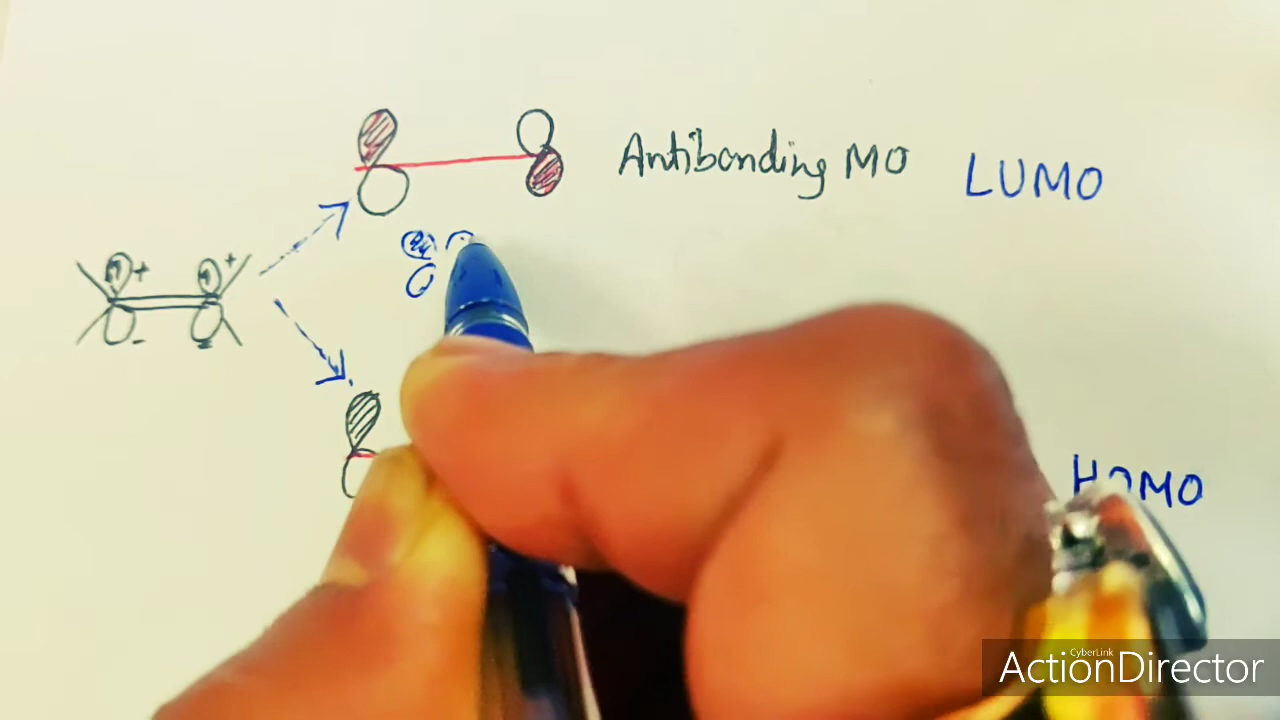 Antibonding MO LUMO
+ +
- -
HOMO
CyberLink
ActionDirector